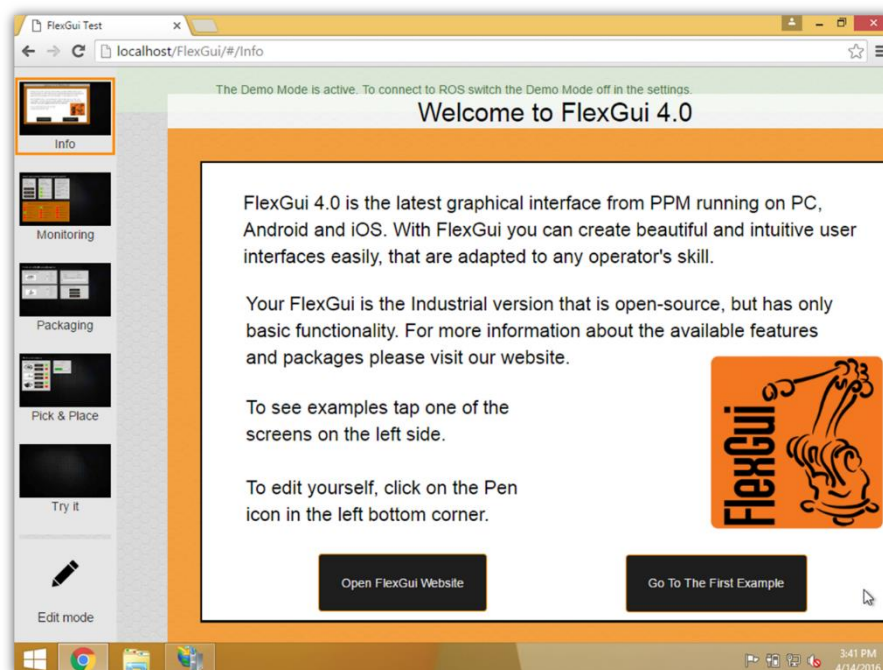 FlexGui Test
localhost/FlexGui/#/Info
The Demo Mode is active. To connect to ROS switch the Demo Mode off in the settings.
Welcome to FlexGui 4.0
Info
Monitoring
Packaging
Pick & Place
Try it
Edit mode
FlexGui 4.0 is the latest graphical interface from PPM running on PC,
Android and iOS. With FlexGui you can create beautiful and intuitive user
interfaces easily, that are adapted to any operator's skill.
Your FlexGui is the Industrial version that is open-source, but has only
basic functionality. For more information about the available features
and packages please visit our website.
To see examples tap one of the
screens on the left side.
To edit yourself, click on the Pen
icon in the left bottom corner.
FlexGui
Open FlexGui Website
Go To The First Example
3:41 PM
4/14/2016